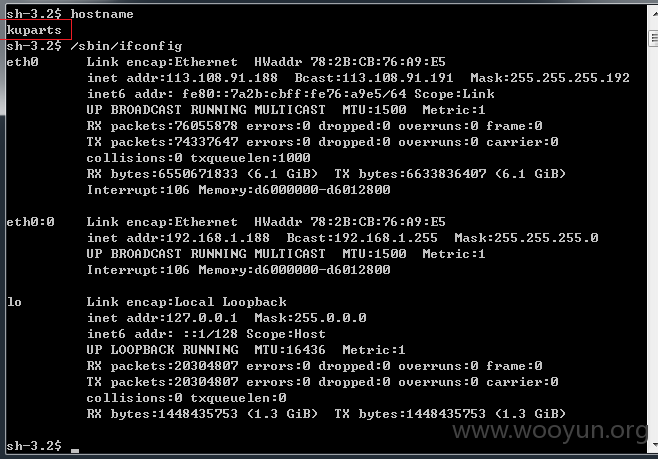 sh-3.2$ hostname
kuparts
sh-3.2$ /sbin/ifconfig
eth0      Link encap:Ethernet  HWaddr 78:2B:CB:76:A9:E5
          inet addr:113.108.91.188  Bcast:113.108.91.191  Mask:255.255.255.192
          inet6 addr: fe80::7a2b:cbff:fe76:a9e5/64 Scope:Link
          UP BROADCAST RUNNING MULTICAST  MTU:1500  Metric:1
          RX packets:76055878 errors:0 dropped:0 overruns:0 frame:0
          TX packets:74337647 errors:0 dropped:0 overruns:0 carrier:0
          collisions:0 txqueuelen:1000
          RX bytes:6550671833 (6.1 GiB)  TX bytes:6633836407 (6.1 GiB)
          Interrupt:106 Memory:d6000000-d6012800
eth0:0    Link encap:Ethernet  HWaddr 78:2B:CB:76:A9:E5
          inet addr:192.168.1.188  Bcast:192.168.1.255  Mask:255.255.255.0
          UP BROADCAST RUNNING MULTICAST  MTU:1500  Metric:1
          Interrupt:106 Memory:d6000000-d6012800
lo        Link encap:Local Loopback
          inet addr:127.0.0.1  Mask:255.0.0.0
          inet6 addr: ::1/128 Scope:Host
          UP LOOPBACK RUNNING  MTU:16436  Metric:1
          RX packets:20304807 errors:0 dropped:0 overruns:0 frame:0
          TX packets:20304807 errors:0 dropped:0 overruns:0 carrier:0
          collisions:0 txqueuelen:0
          RX bytes:1448435753 (1.3 GiB)  TX bytes:1448435753 (1.3 GiB)
www.wooyun.org
sh-3.2$